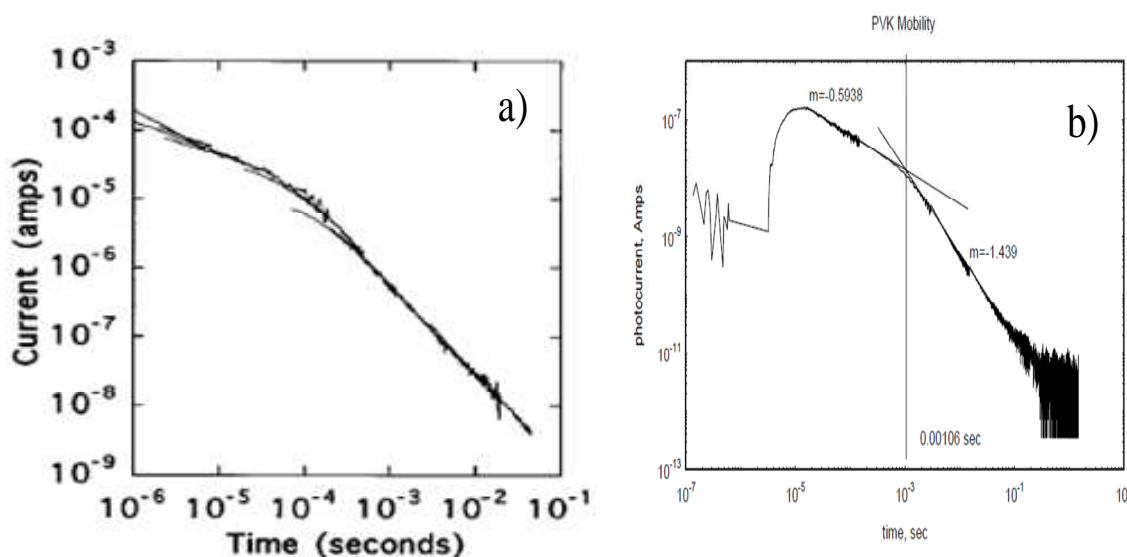 a)
10^-3
10^-4
10^-5
10^-6
10^-7
10^-8
10^-9
Current (amps)
10^-6 10^-5 10^-4 10^-3 10^-2 10^-1
Time (seconds)
PVK Mobility
b)
m=-0.5938
m=-1.439
0.00106 sec
10^-7
10^-9
10^-11
10^-13
photocurrent, Amps
10^-7 10^-5 10^-3 10^-1 10
time, sec